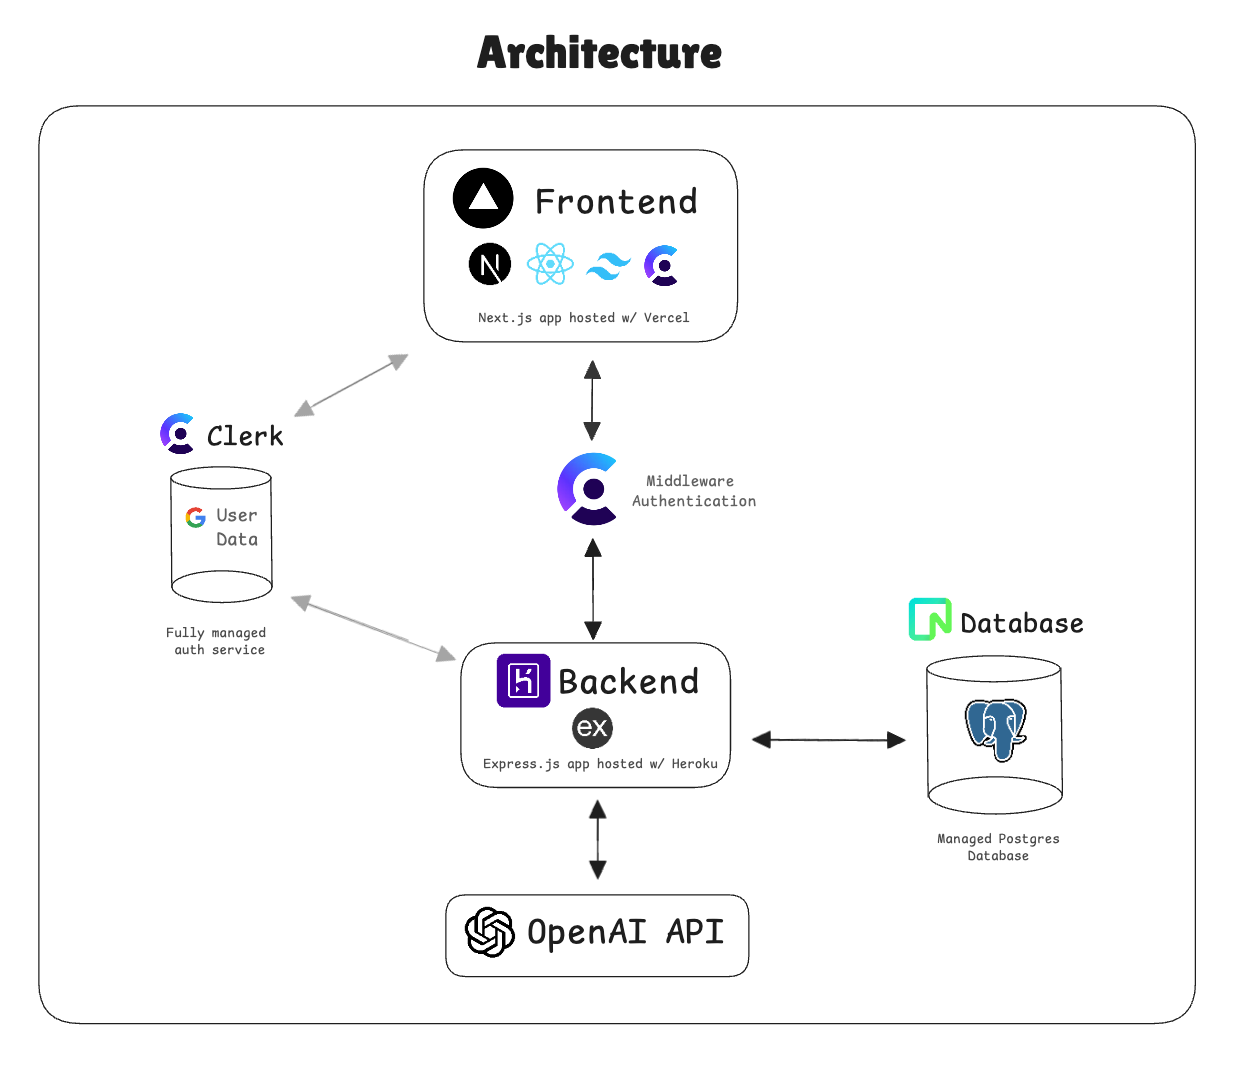 Architecture
Frontend
N
Next.js app hosted w/ Vercel
Clerk
User
Data
Fully managed
auth service
Middleware
Authentication
Backend
ex
Express.js app hosted w/ Heroku
Database
Managed Postgres
Database
OpenAI API